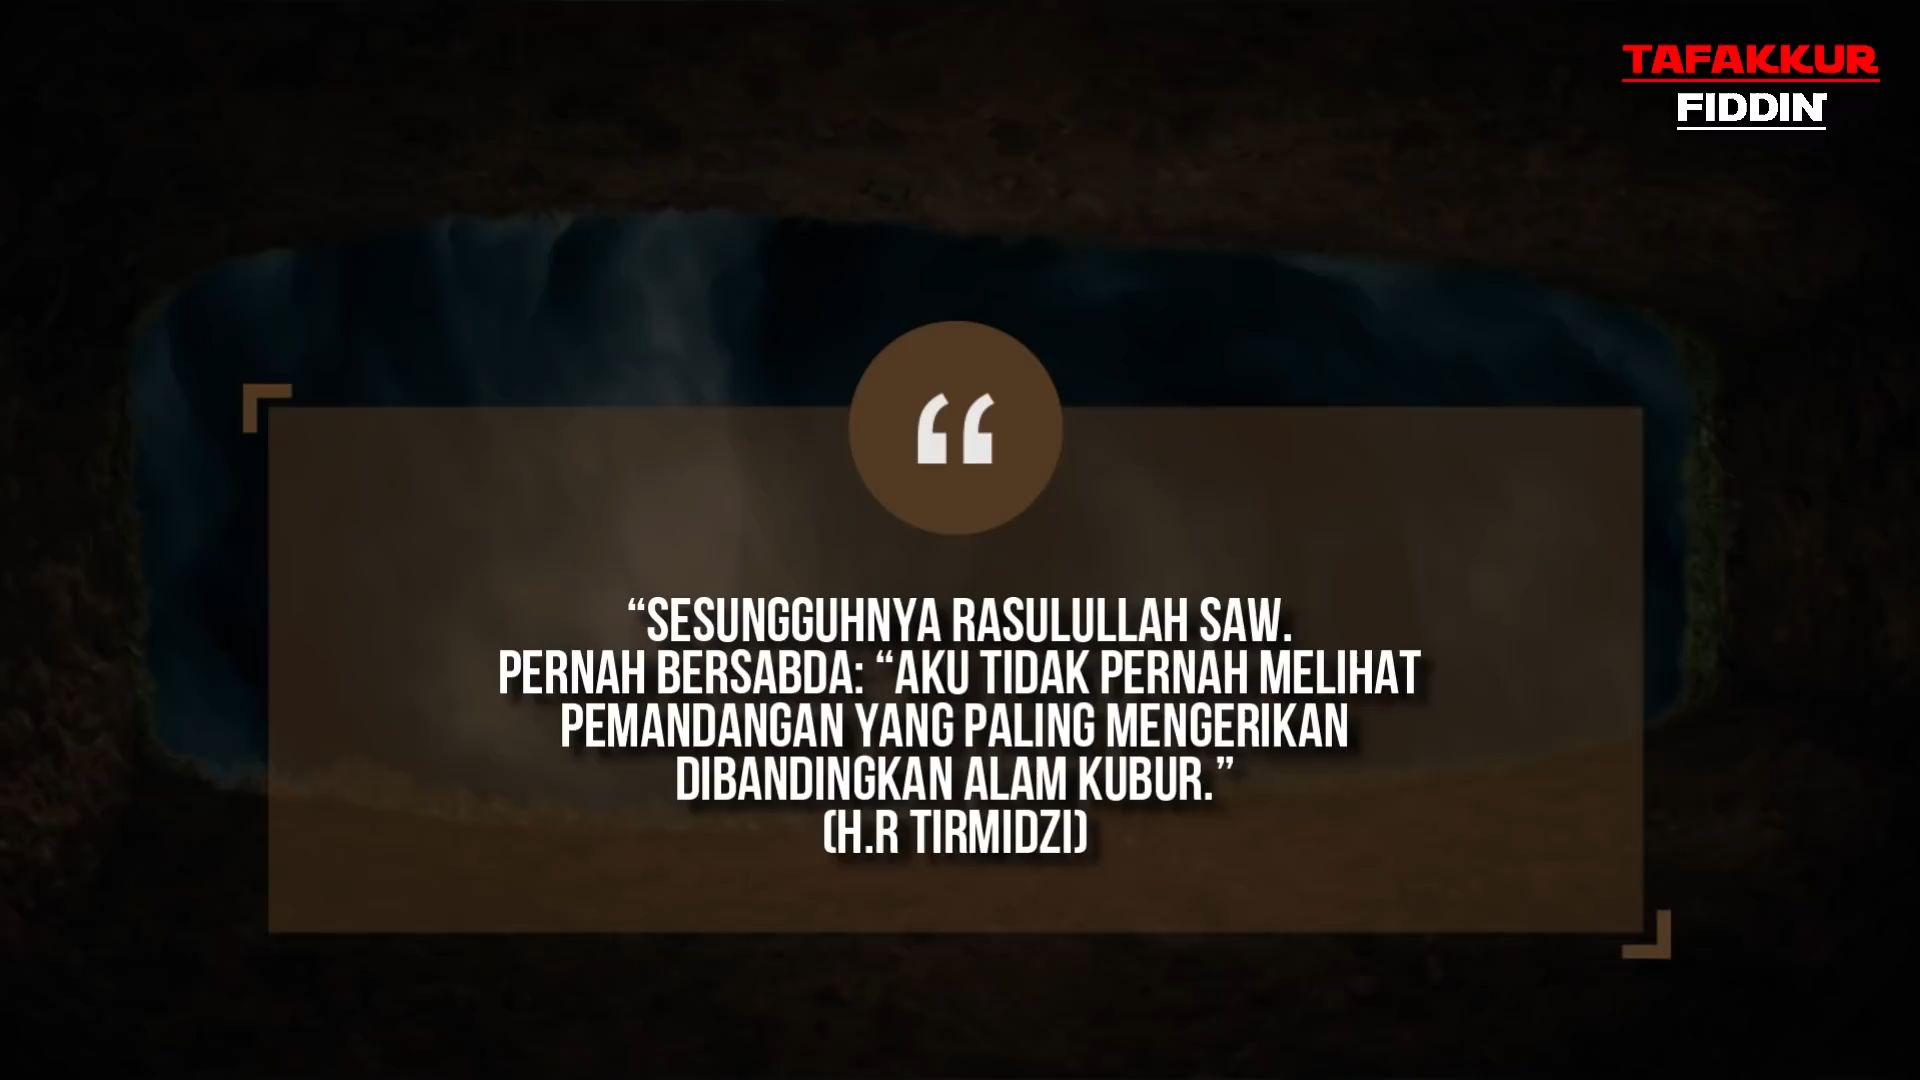 TAFAKKUR
FIDDIN
“SESUNGGUHNYA RASULULLAH SAW.
PERNAH BERSABDA: “AKU TIDAK PERNAH MELIHAT
PEMANDANGAN YANG PALING MENGERIKAN
DIBANDINGKAN ALAM KUBUR.”
(H.R TIRMIDZI)